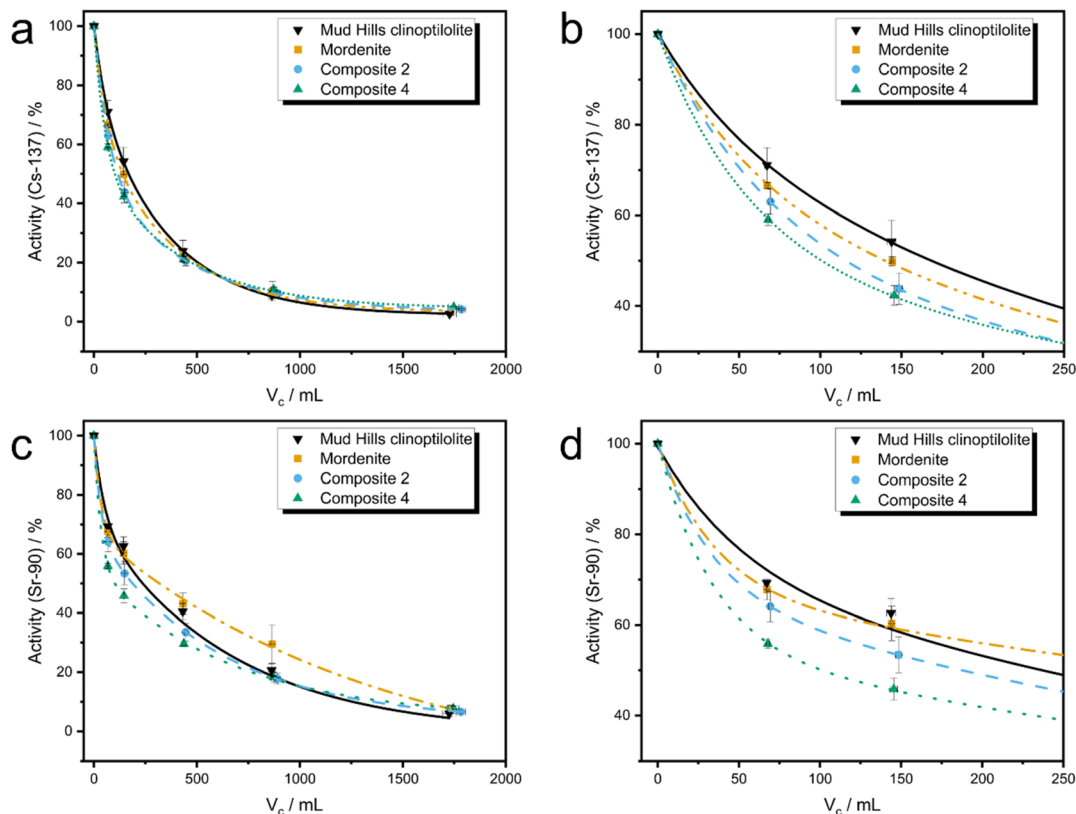 a
Mud Hills clinoptilolite
Mordenite
Composite 2
Composite 4
Activity (Cs-137) / %
100
80
60
40
20
0
0
500
1000
1500
2000
V_c / mL
b
Mud Hills clinoptilolite
Mordenite
Composite 2
Composite 4
Activity (Cs-137) / %
100
80
60
40
0
50
100
150
200
250
V_c / mL
c
Mud Hills clinoptilolite
Mordenite
Composite 2
Composite 4
Activity (Sr-90) / %
100
80
60
40
20
0
0
500
1000
1500
2000
V_c / mL
d
Mud Hills clinoptilolite
Mordenite
Composite 2
Composite 4
Activity (Sr-90) / %
100
80
60
40
0
50
100
150
200
250
V_c / mL